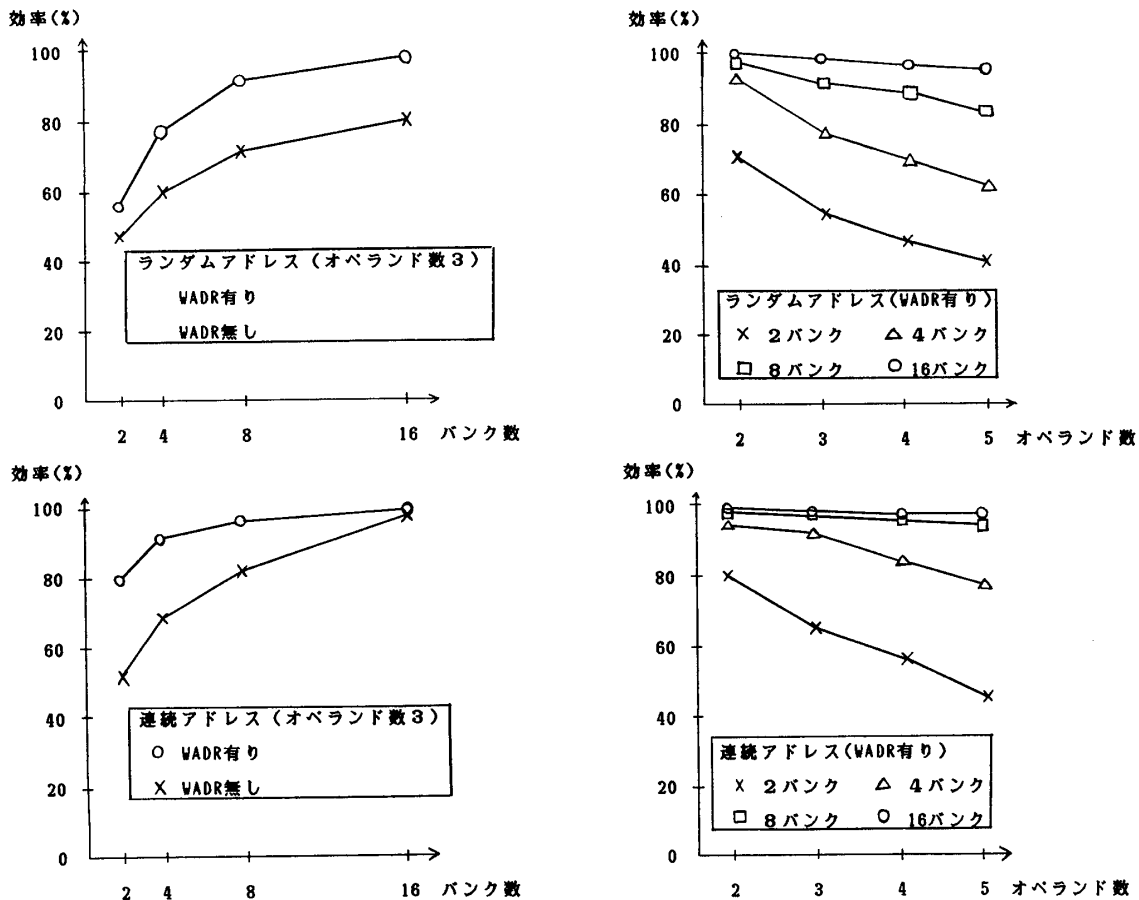 効率(%)
100
80
60
40
20
0
ランダムアドレス(オペランド数3)
WADR有り
WADR無し
2 4 8 16 バンク数
効率(%)
100
80
60
40
20
0
ランダムアドレス(WADR有り)
× 2バンク △ 4バンク
□ 8バンク ○ 16バンク
2 3 4 5 オペランド数
効率(%)
100
80
60
40
20
0
連続アドレス(オペランド数3)
○ WADR有り
× WADR無し
2 4 8 16 バンク数
効率(%)
100
80
60
40
20
0
連続アドレス(WADR有り)
× 2バンク △ 4バンク
□ 8バンク ○ 16バンク
2 3 4 5 オペランド数